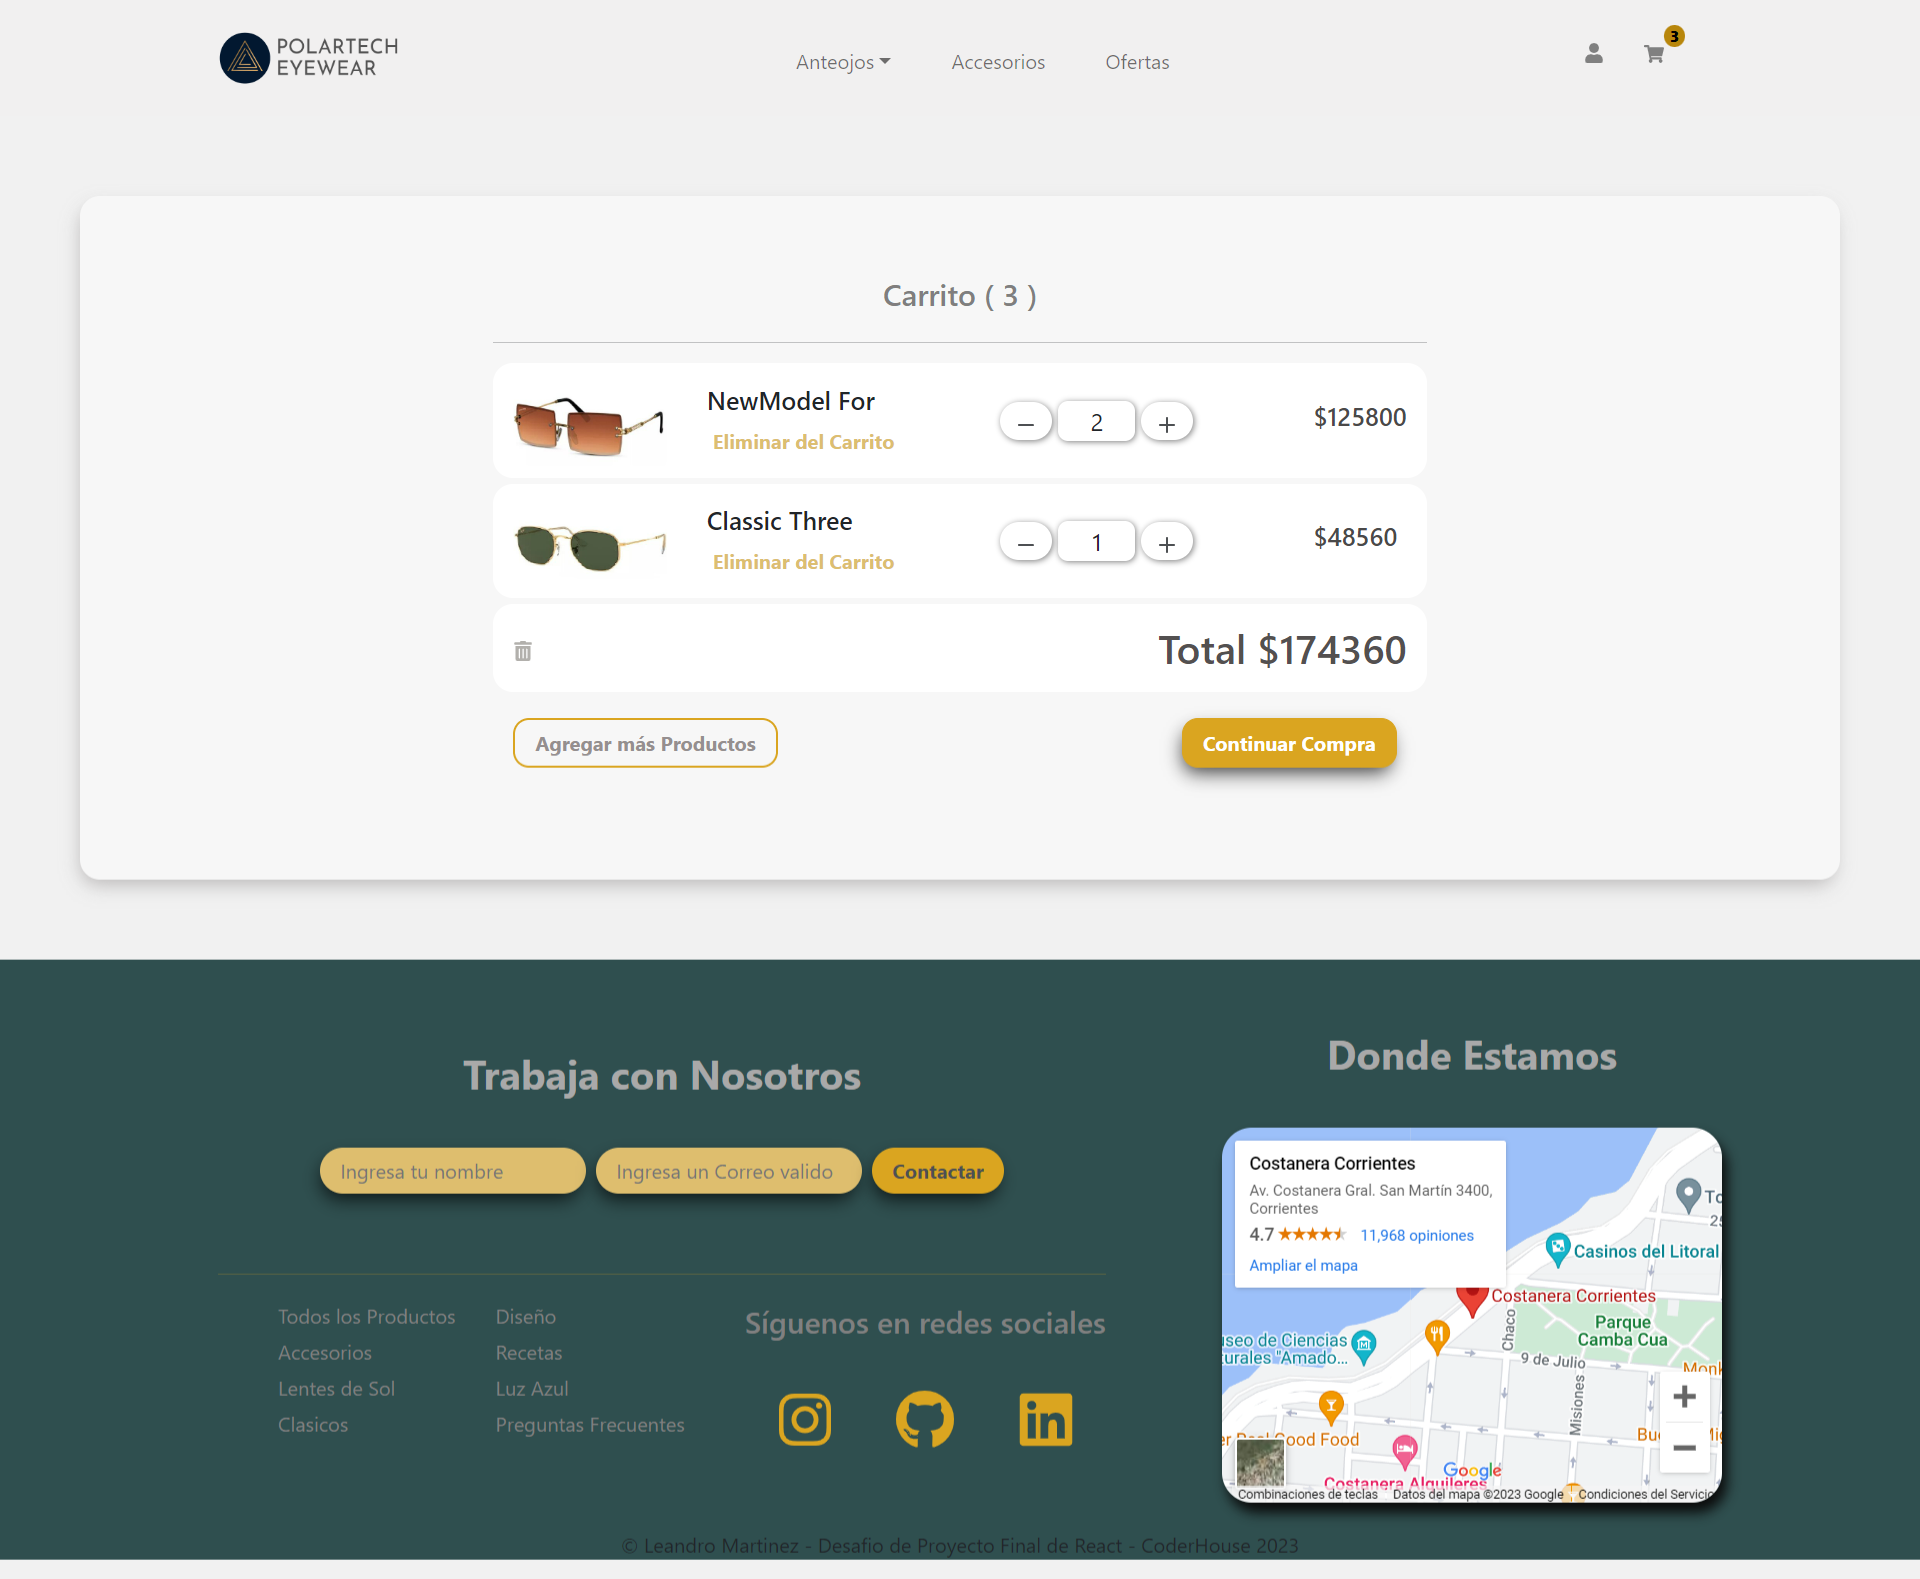 POLARTECH
EYEWEAR
Anteojos
Accesorios
Ofertas
3
Carrito ( 3 )
NewModel For
Eliminar del Carrito
2
$125800
Classic Three
Eliminar del Carrito
1
$48560
Total $174360
Agregar más Productos
Continuar Compra
Trabaja con Nosotros
Ingresa tu nombre
Ingresa un Correo valido
Contactar
Todos los Productos
Accesorios
Lentes de Sol
Clasicos
Diseño
Recetas
Luz Azul
Preguntas Frecuentes
Síguenos en redes sociales
Donde Estamos
Costanera Corrientes
Av. Costanera Gral. San Martín 3400,
Corrientes
4.7
11,968 opiniones
Ampliar el mapa
Casinos del Litoral
Costanera Corrientes
Parque
Camba Cua
de Ciencias
"Amado...
Chaco
9 de Julio
Misiones
Good Food
Costanera Alquileres
Google
Combinaciones de teclas
Datos del mapa ©2023 Google
Condiciones del Servicio
© Leandro Martinez - Desafio de Proyecto Final de React - CoderHouse 2023